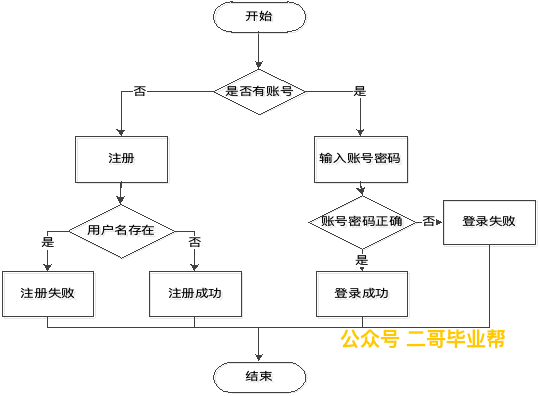 开始
是否有账号
否
是
注册
输入账号密码
用户名存在
账号密码正确
否
登录失败
是
否
是
注册失败
注册成功
登录成功
公众号 二哥毕业帮
结束